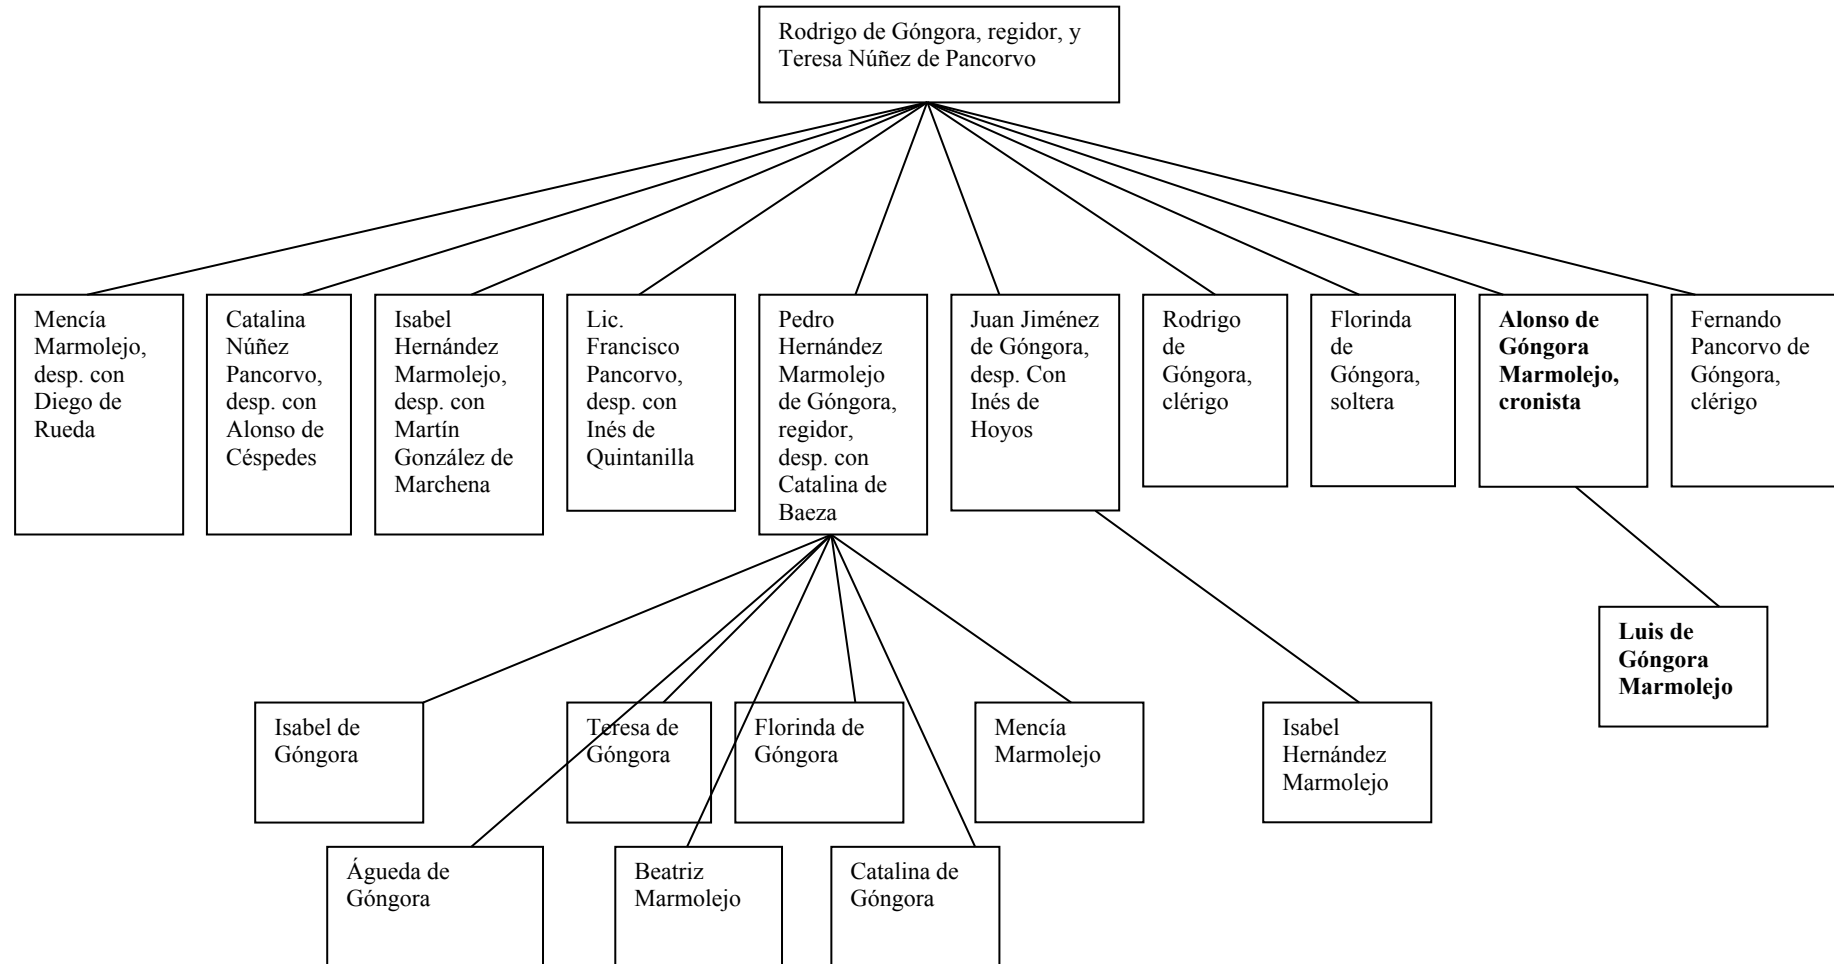 Rodrigo de Góngora, regidor, y
Teresa Núñez de Pancorvo
Mencía
Marmolejo,
desp. con
Diego de
Rueda
Catalina
Núñez
Pancorvo,
desp. con
Alonso de
Céspedes
Isabel
Hernández
Marmolejo,
desp. con
Martín
González de
Marchena
Lic.
Francisco
Pancorvo,
desp. con
Inés de
Quintanilla
Pedro
Hernández
Marmolejo
de Góngora,
regidor,
desp. con
Catalina de
Baeza
Juan Jiménez
de Góngora,
desp. Con
Inés de
Hoyos
Rodrigo
de
Góngora,
clérigo
Florinda
de
Góngora,
soltera
Alonso de
Góngora
Marmolejo,
cronista
Fernando
Pancorvo de
Góngora,
clérigo
Luis de
Góngora
Marmolejo
Isabel de
Góngora
Teresa de
Góngora
Florinda de
Góngora
Mencía
Marmolejo
Isabel
Hernández
Marmolejo
Águeda de
Góngora
Beatriz
Marmolejo
Catalina de
Góngora